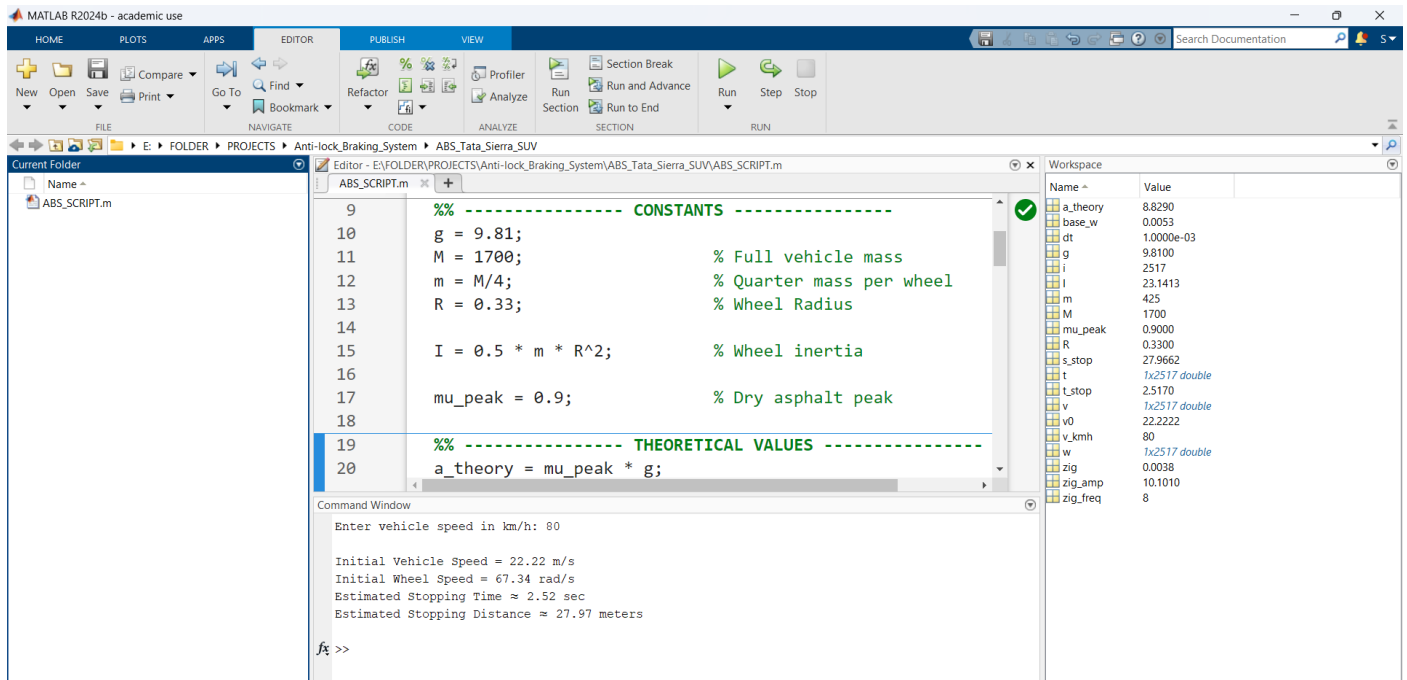 MATLAB R2024b - academic use
HOME PLOTS APPS EDITOR PUBLISH VIEW
Search Documentation S
New Open Save Compare Print
FILE
Go To Find Bookmark
NAVIGATE
Refactor
CODE
Profiler
Analyze
ANALYZE
Run Section
Section Break
Run and Advance
Run to End
SECTION
Run Step Stop
RUN
E: FOLDER PROJECTS Anti-lock_Braking_System ABS_Tata_Sierra_SUV
Current Folder
Name
ABS_SCRIPT.m
Editor - E:\FOLDER\PROJECTS\Anti-lock_Braking_System\ABS_Tata_Sierra_SUV\ABS_SCRIPT.m
ABS_SCRIPT.m
9 %% ---------------- CONSTANTS ----------------
10 g = 9.81;
11 M = 1700; % Full vehicle mass
12 m = M/4; % Quarter mass per wheel
13 R = 0.33; % Wheel Radius
14
15 I = 0.5 * m * R^2; % Wheel inertia
16
17 mu_peak = 0.9; % Dry asphalt peak
18
19 %% ---------------- THEORETICAL VALUES ----------------
20 a_theory = mu_peak * g;
Command Window
Enter vehicle speed in km/h: 80
Initial Vehicle Speed = 22.22 m/s
Initial Wheel Speed = 67.34 rad/s
Estimated Stopping Time ≈ 2.52 sec
Estimated Stopping Distance ≈ 27.97 meters
fx >>
Workspace
Name Value
a_theory 8.8290
base_w 0.0053
dt 1.0000e-03
g 9.8100
i 2517
I 23.1413
m 425
M 1700
mu_peak 0.9000
R 0.3300
s_stop 27.9662
t 1x2517 double
t_stop 2.5170
v 1x2517 double
v0 22.2222
v_kmh 80
w 1x2517 double
zig 0.0038
zig_amp 10.1010
zig_freq 8